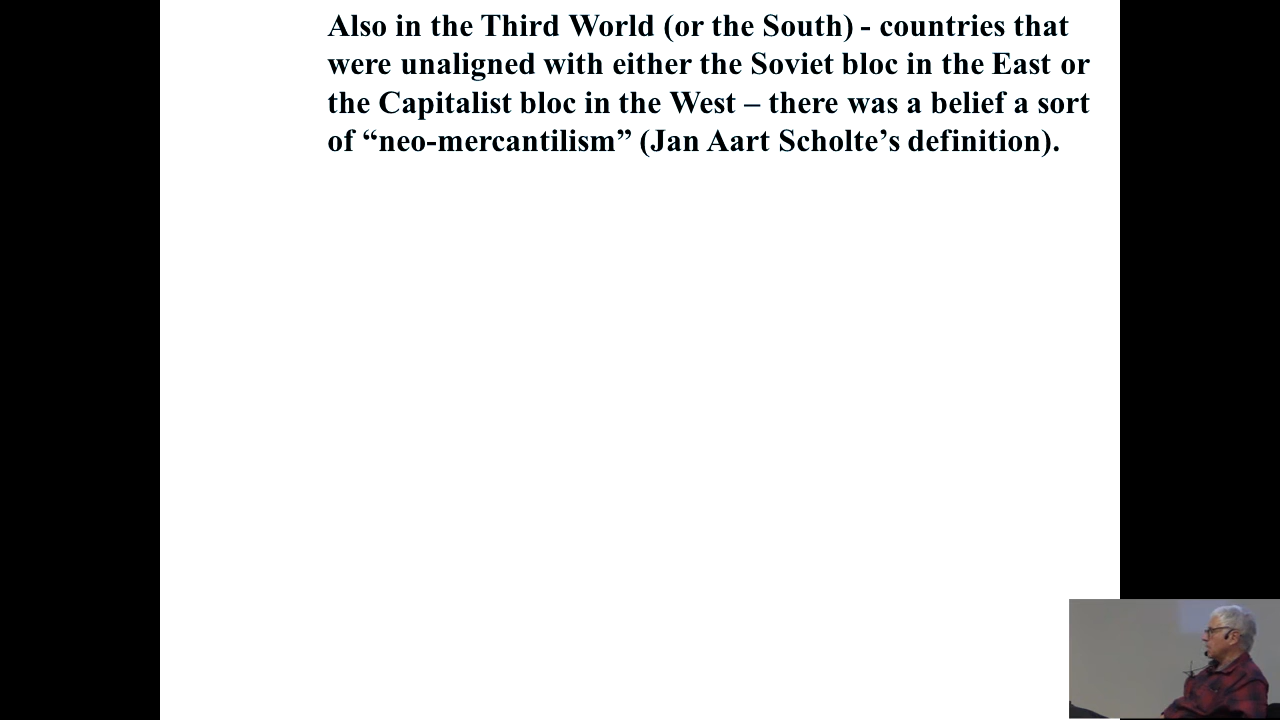 Also in the Third World (or the South) - countries that
were unaligned with either the Soviet bloc in the East or
the Capitalist bloc in the West – there was a belief a sort
of “neo-mercantilism” (Jan Aart Scholte’s definition).